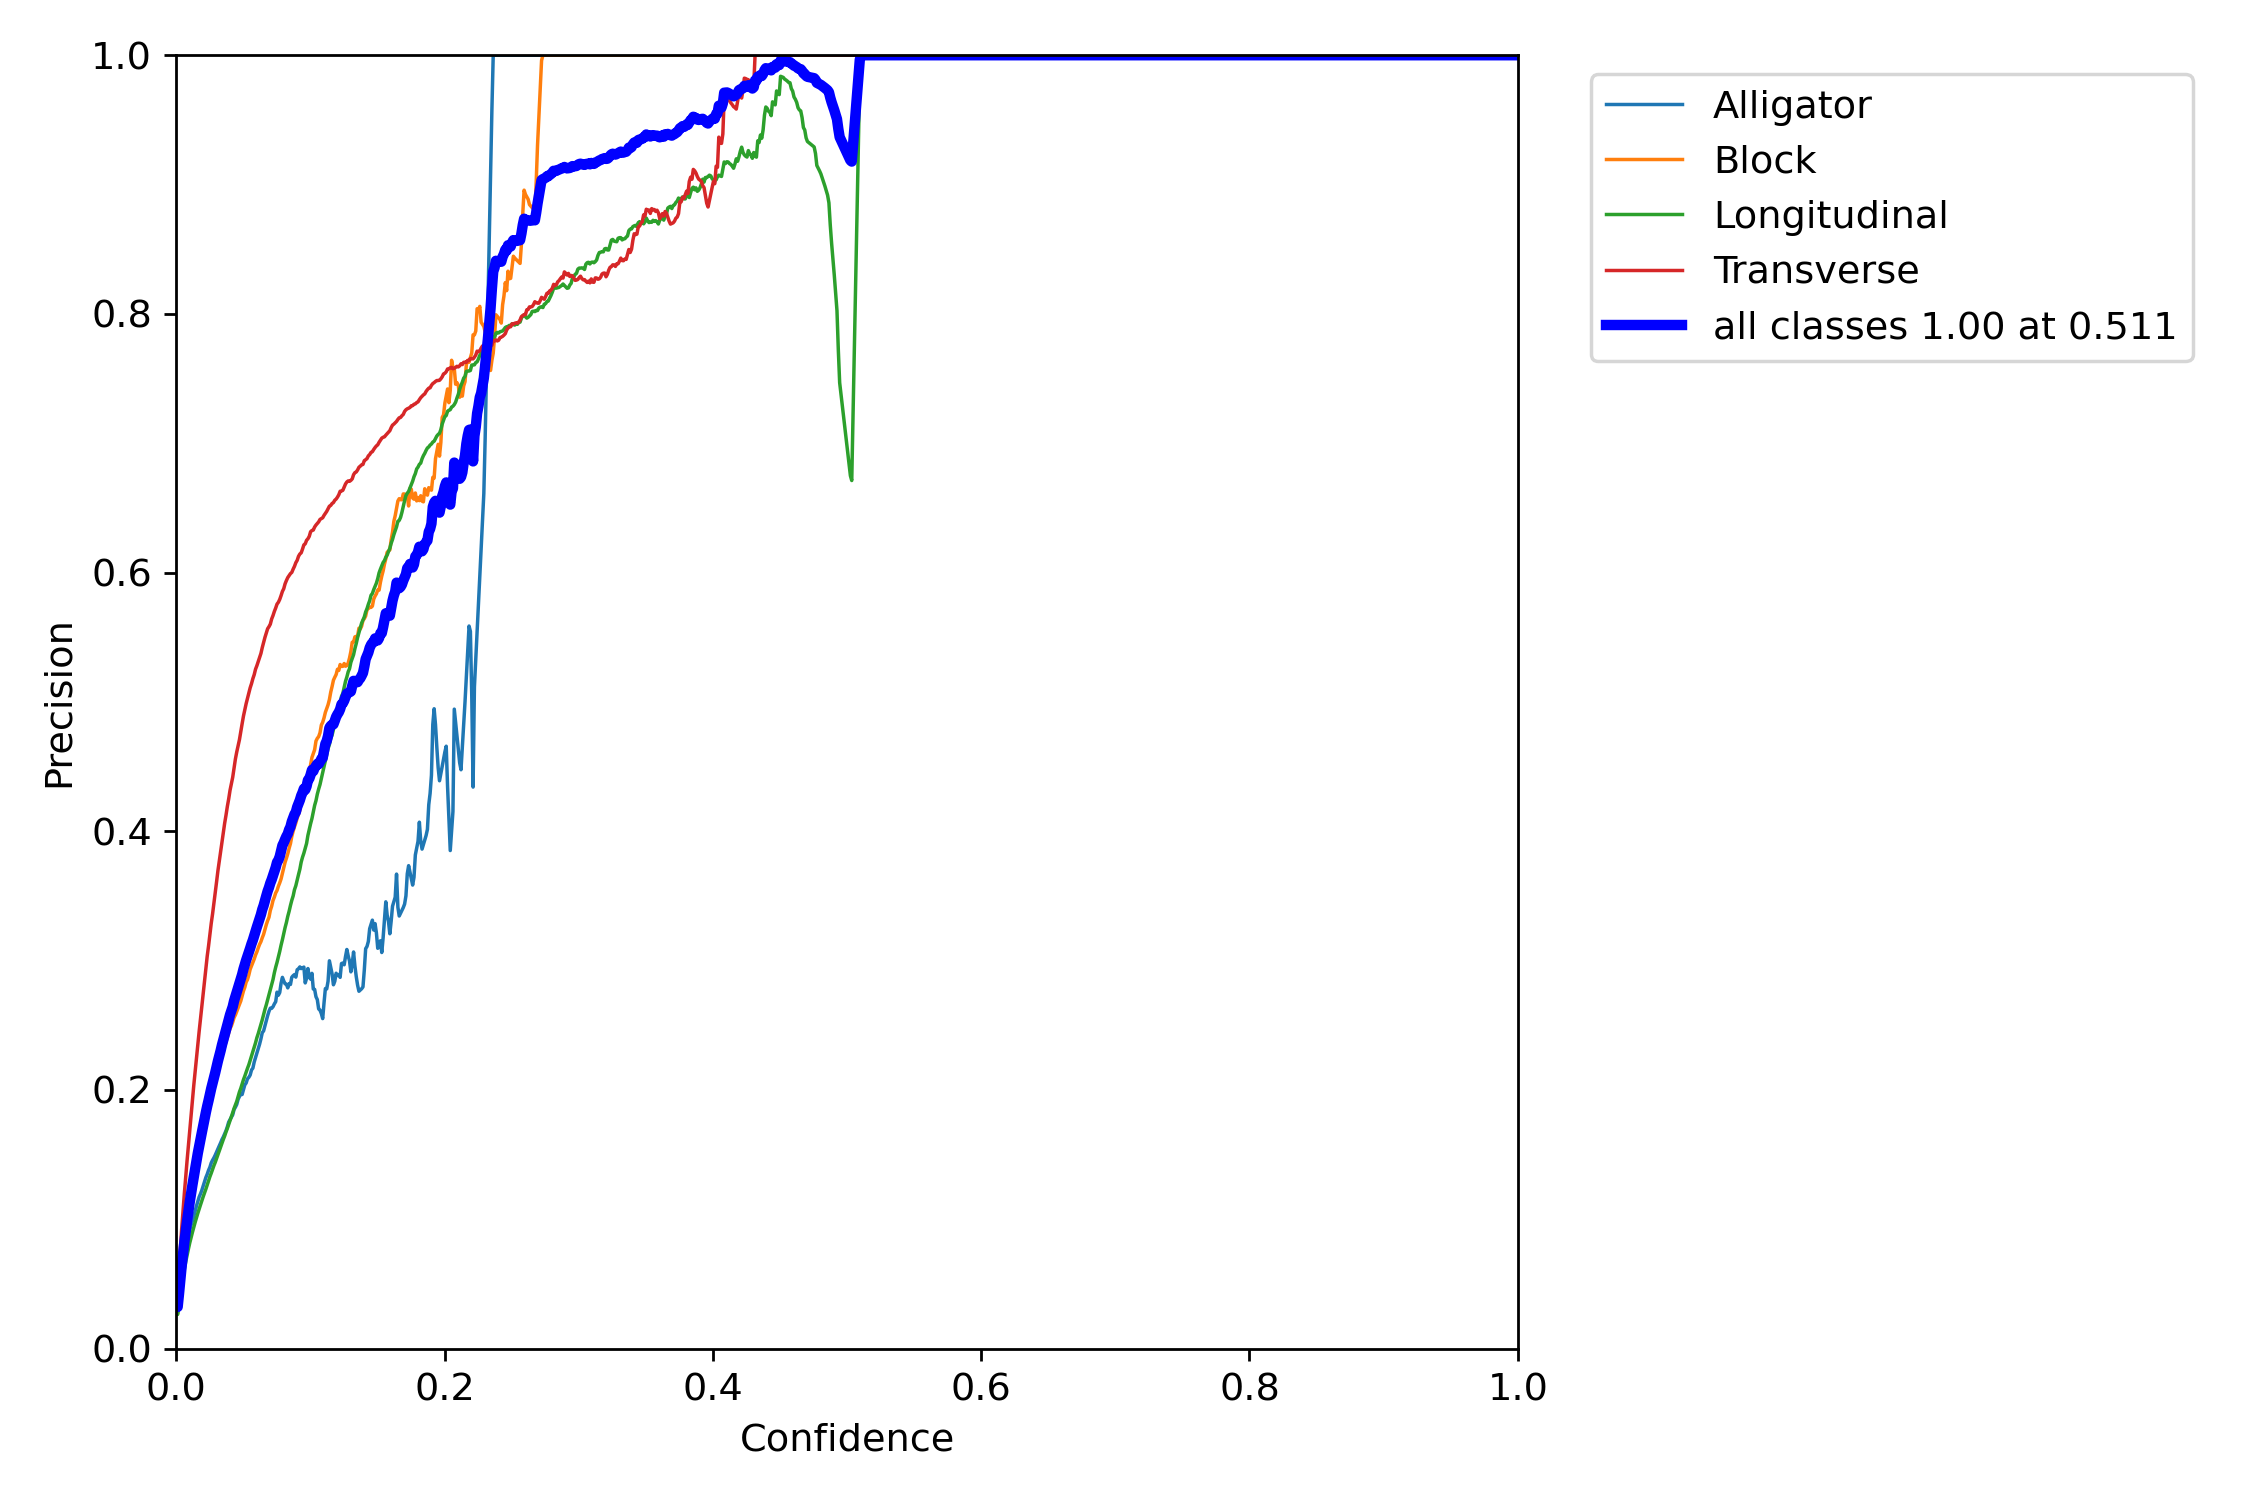 1.0
0.8
0.6
0.4
0.2
0.0
Precision
0.0 0.2 0.4 0.6 0.8 1.0
Confidence
Alligator
Block
Longitudinal
Transverse
all classes 1.00 at 0.511